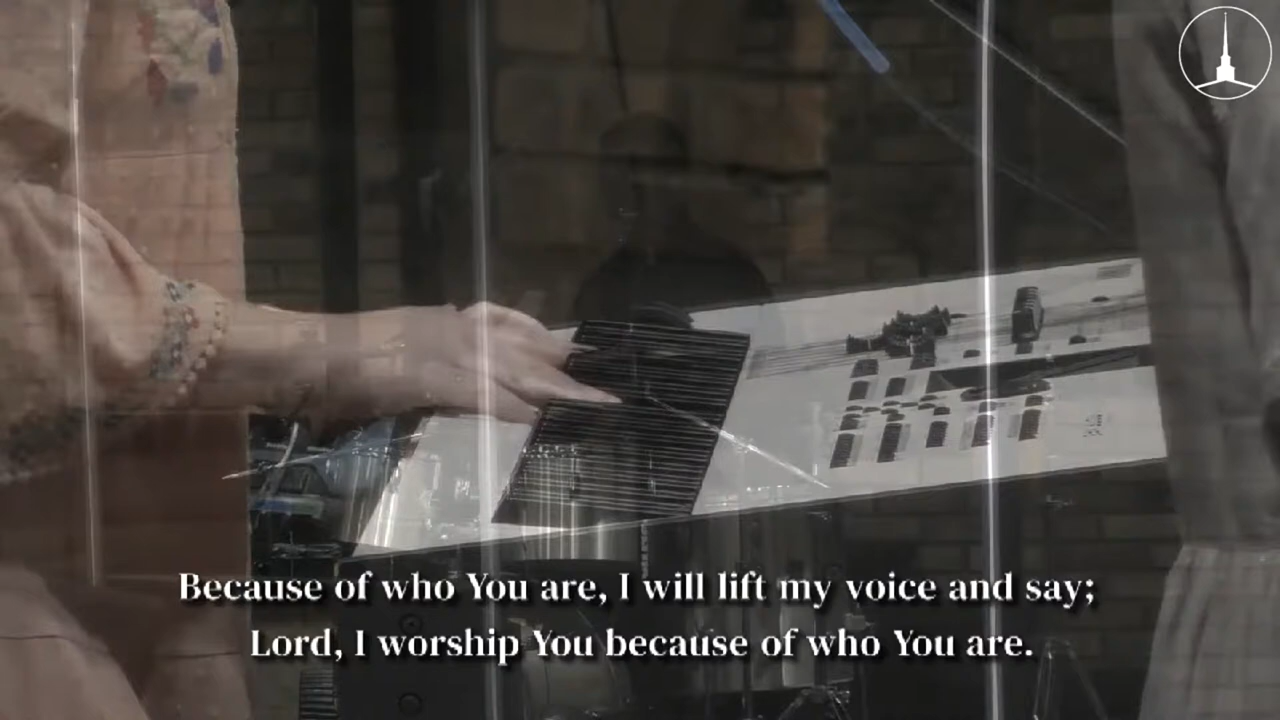 Because of who You are, I will lift my voice and say;
Lord, I worship You because of who You are.